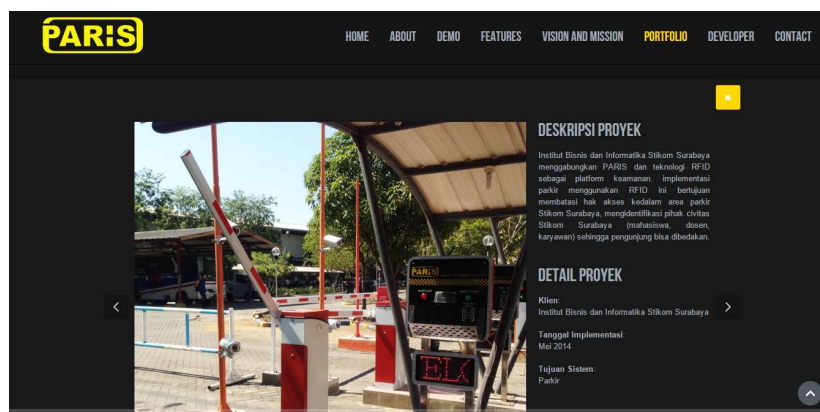 PARIS
HOME ABOUT DEMO FEATURES VISION AND MISSION PORTFOLIO DEVELOPER CONTACT
DESKRIPSI PROYEK
Institut Bisnis dan Informatika Stikom Surabaya
menggabungkan PARIS dan teknologi RFID
sebagai platform keamanan. implementasi
parkir menggunakan RFID ini bertujuan
membatasi hak akses kedalam area parkir
Stikom Surabaya, mengidentifikasi pihak civitas
Stikom Surabaya (mahasiswa, dosen,
karyawan) sehingga pengunjung bisa dibedakan.
PARIS
DETAIL PROYEK
Klien:
Institut Bisnis dan Informatika Stikom Surabaya
Tanggal Implementasi:
Mei 2014
Tujuan Sistem:
Parkir